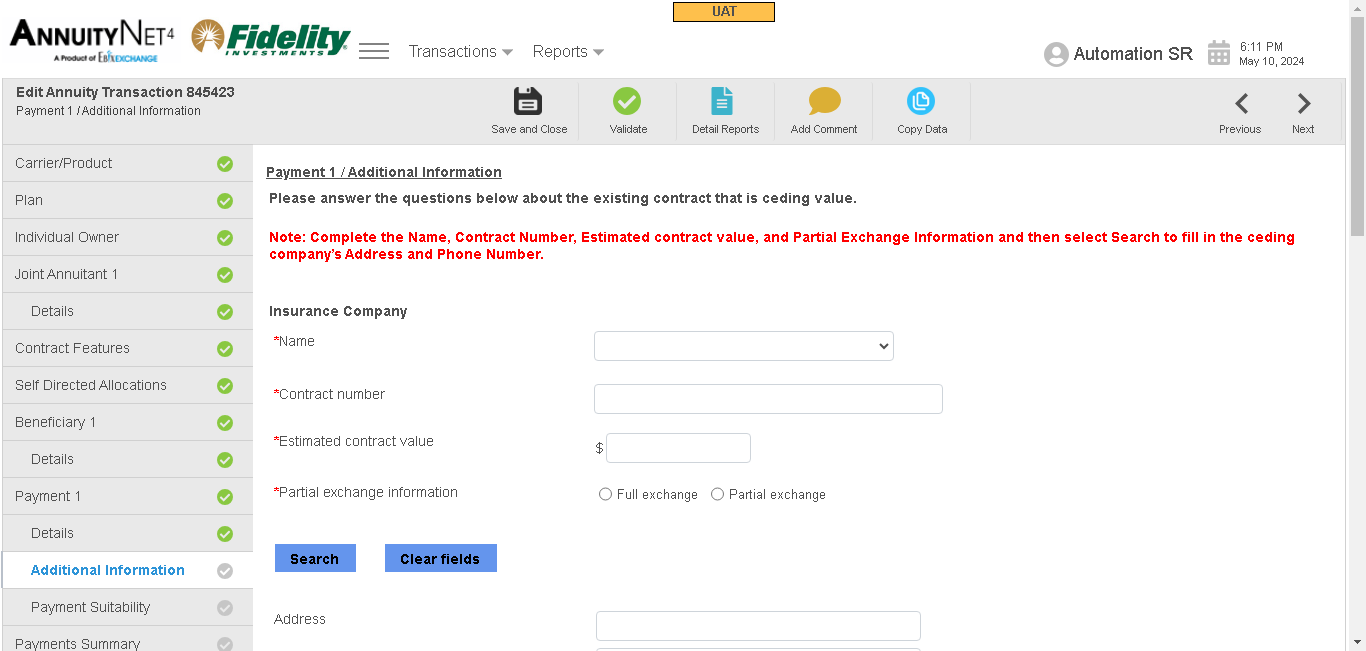 UAT
ANNUITYNET4
A Product of EBIXEXCHANGE
Fidelity
INVESTMENTS
Transactions
Reports
Automation SR
6:11 PM
May 10, 2024
Edit Annuity Transaction 845423
Payment 1 / Additional Information
Save and Close
Validate
Detail Reports
Add Comment
Copy Data
Previous
Next
Carrier/Product
Plan
Individual Owner
Joint Annuitant 1
Details
Contract Features
Self Directed Allocations
Beneficiary 1
Details
Payment 1
Details
Additional Information
Payment Suitability
Payments Summary
Payment 1 / Additional Information
Please answer the questions below about the existing contract that is ceding value.
Note: Complete the Name, Contract Number, Estimated contract value, and Partial Exchange Information and then select Search to fill in the ceding
company's Address and Phone Number.
Insurance Company
*Name
*Contract number
*Estimated contract value
$
*Partial exchange information
Full exchange
Partial exchange
Search
Clear fields
Address